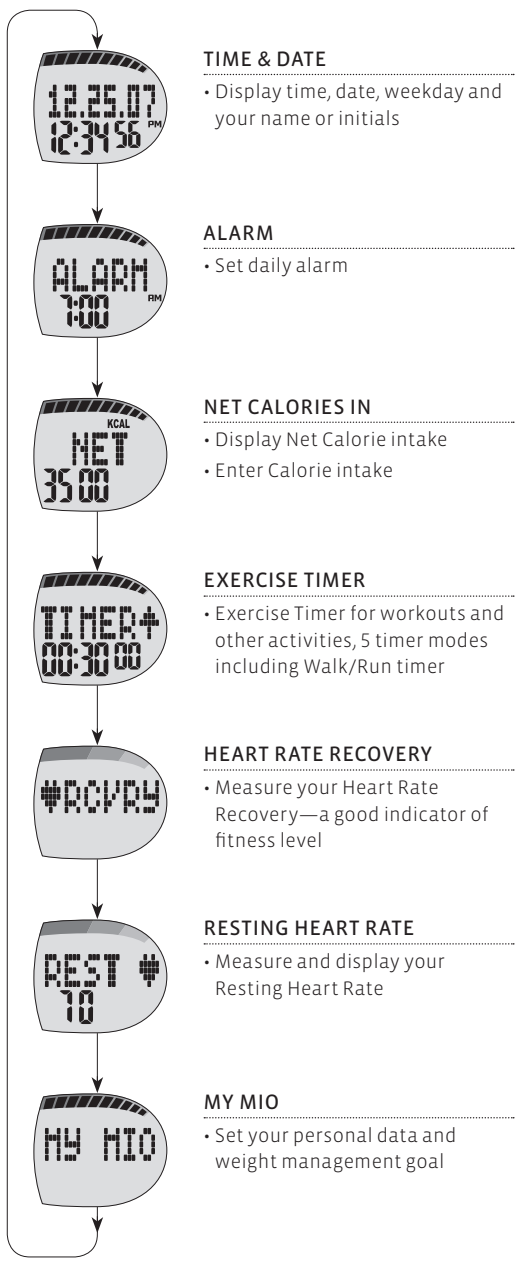 12.25.07
12:34 56 PM
TIME & DATE
• Display time, date, weekday and
your name or initials
ALARM
7:00 AM
ALARM
• Set daily alarm
KCAL
NET
3500
NET CALORIES IN
• Display Net Calorie intake
• Enter Calorie intake
TIMER
00:30 00
EXERCISE TIMER
• Exercise Timer for workouts and
other activities, 5 timer modes
including Walk/Run timer
RCVRY
HEART RATE RECOVERY
• Measure your Heart Rate
Recovery—a good indicator of
fitness level
REST
70
RESTING HEART RATE
• Measure and display your
Resting Heart Rate
MY MIO
MY MIO
• Set your personal data and
weight management goal